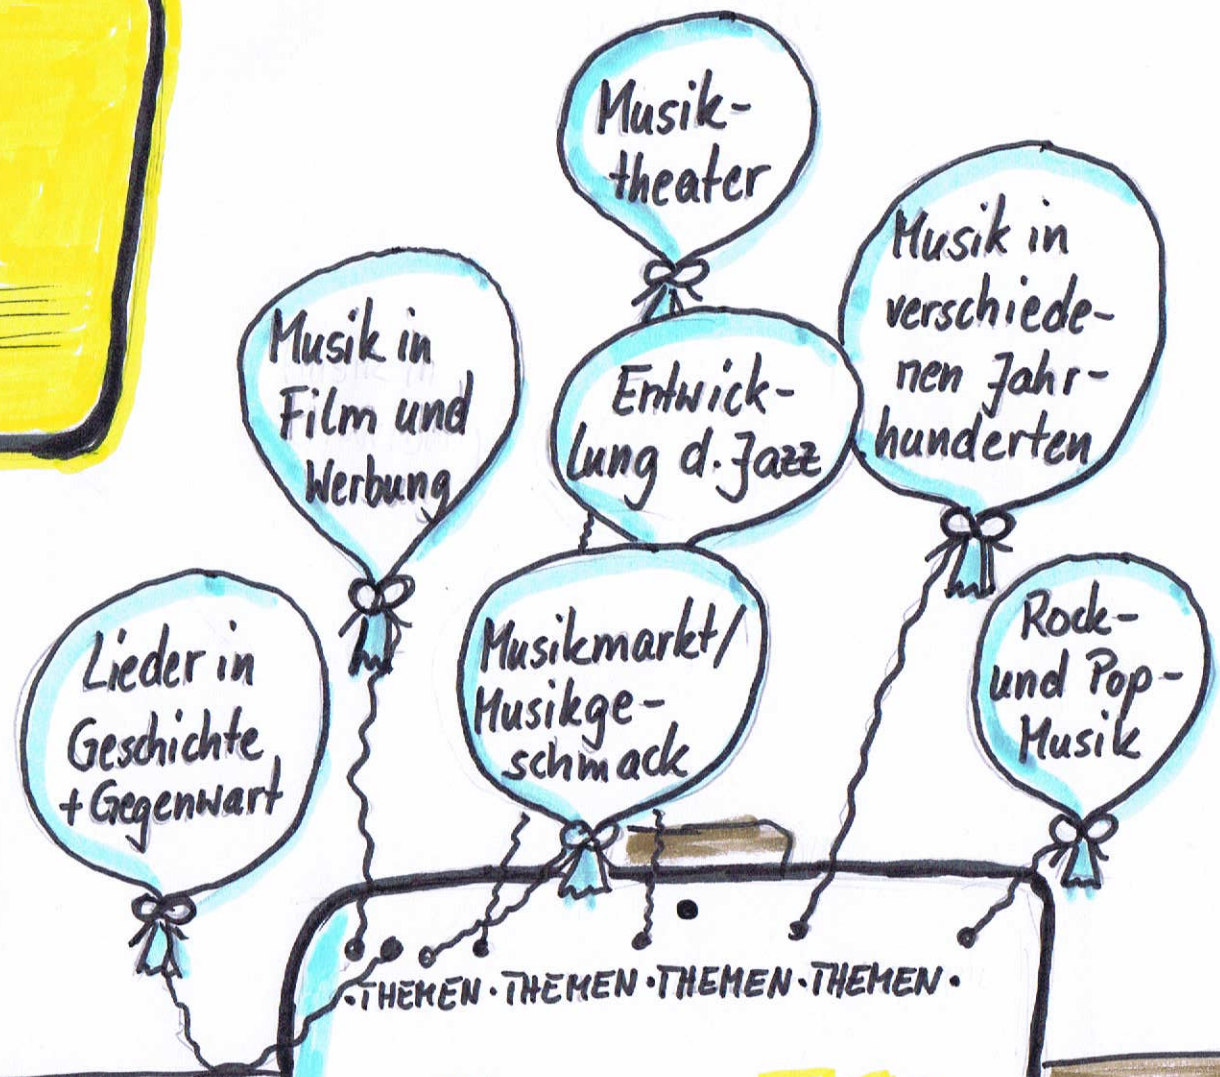 Musik-
theater
Musik in
verschiede-
nen Jahr-
hunderten
Musik in
Film und
Werbung
Entwick-
lung d. Jazz
Lieder in
Geschichte
+ Gegenwart
Musikmarkt/
Musikge-
schmack
Rock-
und Pop-
Musik
·THEMEN·THEMEN·THEMEN·THEMEN·